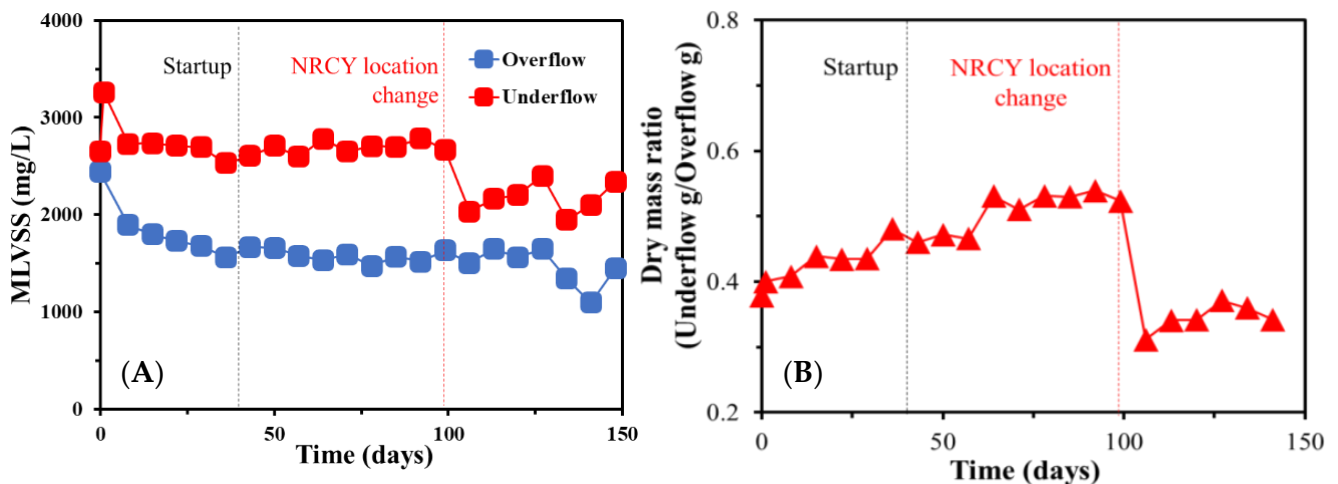 4000
3000
2000
1000
0
MLVSS (mg/L)
Startup
NRCY location
change
Overflow
Underflow
(A)
0
50
100
150
Time (days)
0.8
0.6
0.4
0.2
Dry mass ratio
(Underflow g/Overflow g)
Startup
NRCY location
change
(B)
0
50
100
150
Time (days)